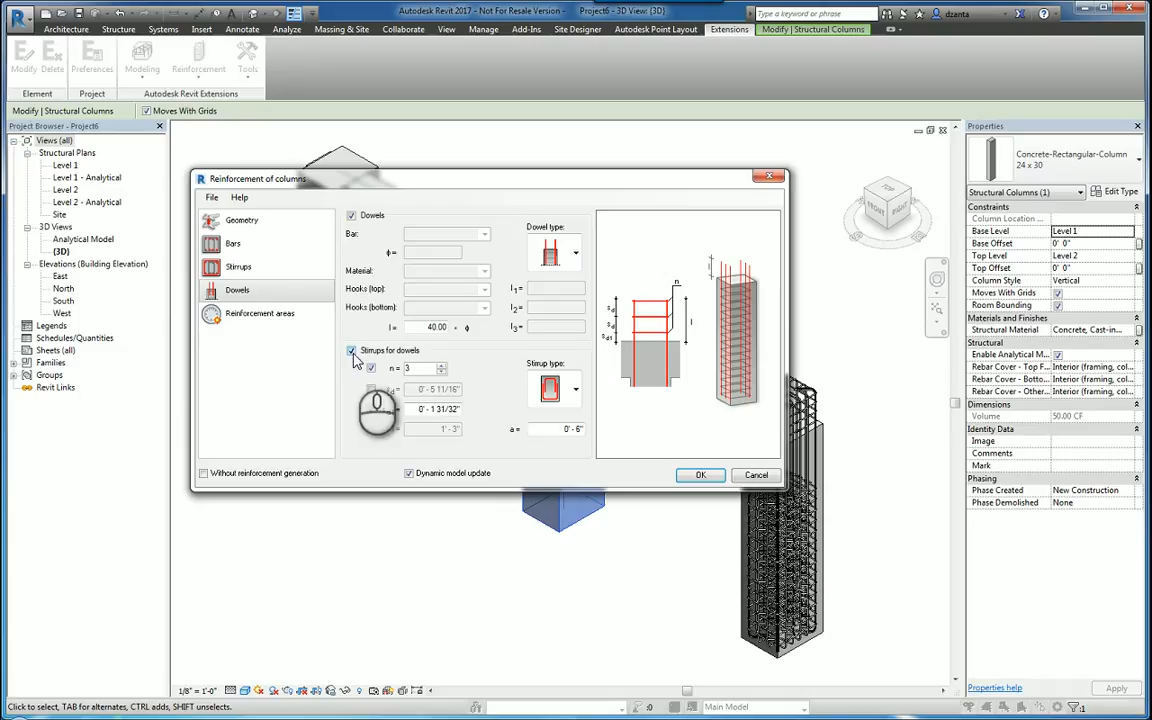 Autodesk Revit 2017 - Not For Resale Version - Project6 - 3D View: {3D}
Type a keyword or phrase
dzanta
Architecture Structure Systems Insert Annotate Analyze Massing & Site Collaborate View Manage Add-Ins Site Designer Autodesk Point Layout Extensions Modify | Structural Columns
Modify Delete Preferences Modeling Reinforcement Tools
Element Project Autodesk Revit Extensions
Modify | Structural Columns Moves With Grids
Project Browser - Project6
Views (all)
Structural Plans
Level 1
Level 1 - Analytical
Level 2
Level 2 - Analytical
Site
3D Views
Analytical Model
{3D}
Elevations (Building Elevation)
East
North
South
West
Legends
Schedules/Quantities
Sheets (all)
Families
Groups
Revit Links
Reinforcement of columns
File Help
Geometry
Bars
Stirrups
Dowels
Reinforcement areas
Dowels
Bar:
ϕ =
Material:
Hooks (top):
Hooks (bottom):
l = 40.00 * ϕ
Dowel type:
l1 =
l2 =
l3 =
Stirrups for dowels
n = 3
0' - 5 11/16"
= 0' - 1 31/32"
= 1' - 3"
Stirrup type:
a = 0' - 6"
n
l
l
Without reinforcement generation
Dynamic model update
OK Cancel
FRONT RIGHT
Properties
Concrete-Rectangular-Column
24 x 30
Structural Columns (1) Edit Type
Constraints
Column Location ...
Base Level Level 1
Base Offset 0' 0"
Top Level Level 2
Top Offset 0' 0"
Column Style Vertical
Moves With Grids
Room Bounding
Materials and Finishes
Structural Material Concrete, Cast-in...
Structural
Enable Analytical M...
Rebar Cover - Top F... Interior (framing, col...
Rebar Cover - Bott... Interior (framing, col...
Rebar Cover - Other... Interior (framing, col...
Dimensions
Volume 50.00 CF
Identity Data
Image
Comments
Mark
Phasing
Phase Created New Construction
Phase Demolished None
Properties help Apply
1/8" = 1'-0"
Click to select, TAB for alternates, CTRL adds, SHIFT unselects.
:0
Main Model
:1